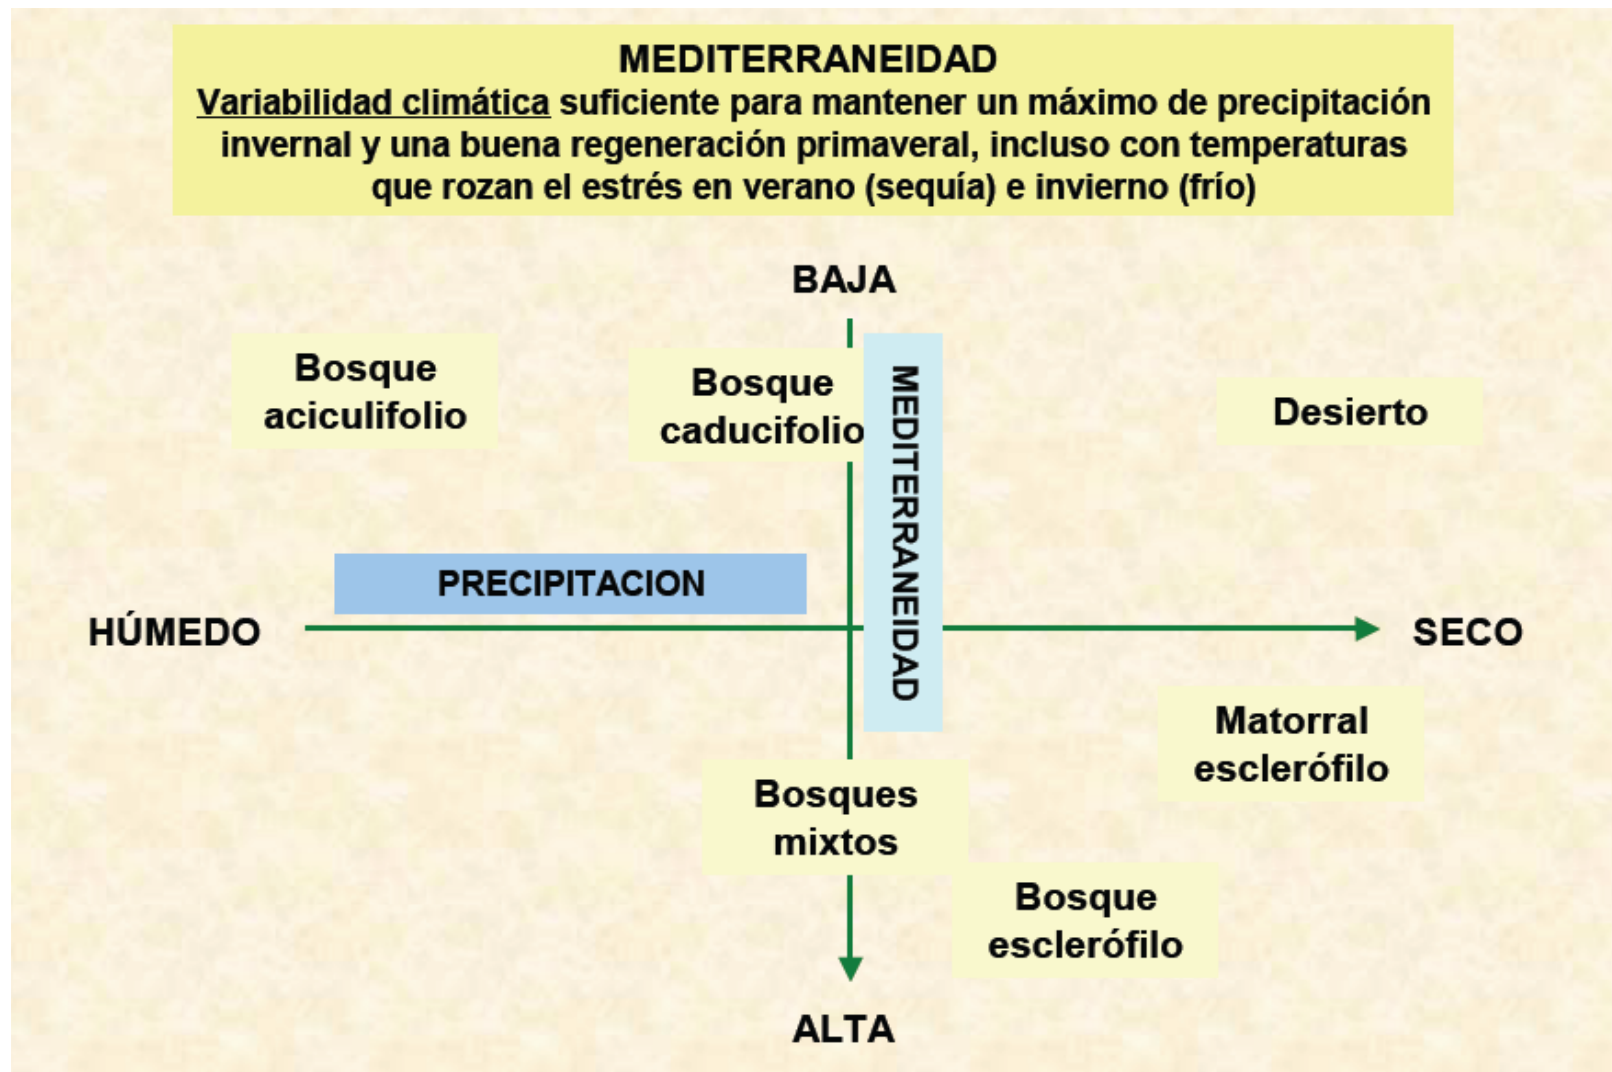 MEDITERRANEIDAD
Variabilidad climática suficiente para mantener un máximo de precipitación
invernal y una buena regeneración primaveral, incluso con temperaturas
que rozan el estrés en verano (sequía) e invierno (frío)
BAJA
Bosque
aciculifolio
Bosque
caducifolio
MEDITERRANEIDAD
Desierto
PRECIPITACION
HÚMEDO
SECO
Matorral
esclerófilo
Bosques
mixtos
Bosque
esclerófilo
ALTA